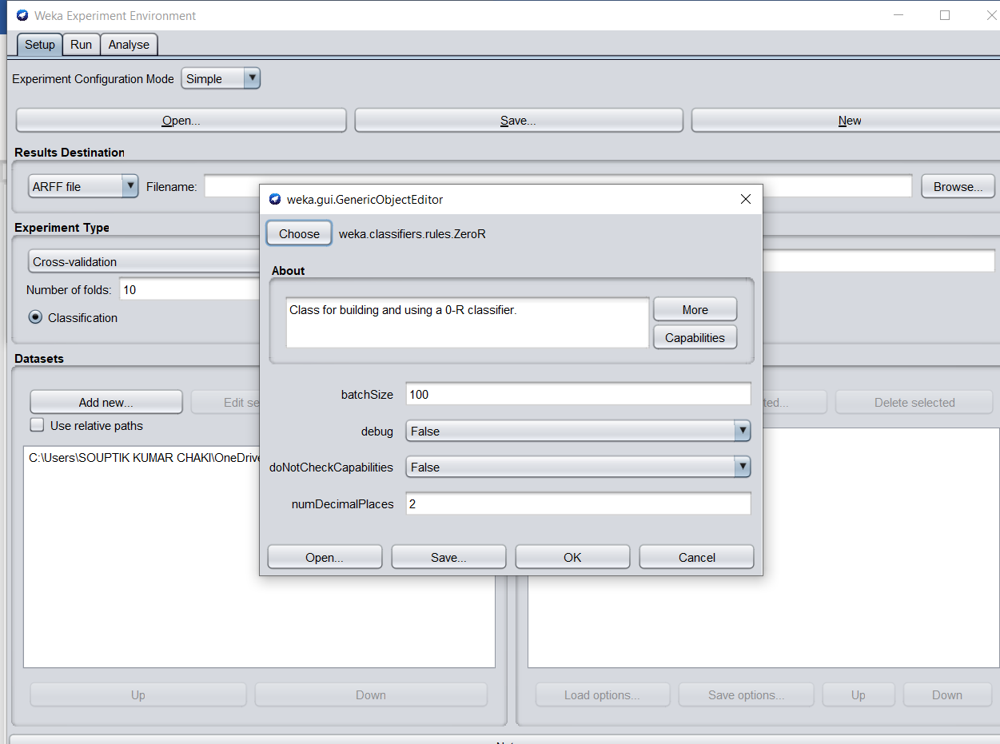 Weka Experiment Environment
Setup Run Analyse
Experiment Configuration Mode Simple
Open... Save... New
Results Destination
ARFF file Filename: Browse...
weka.gui.GenericObjectEditor
Choose weka.classifiers.rules.ZeroR
Experiment Type
Cross-validation
Number of folds: 10
Classification
About
Class for building and using a 0-R classifier.
More
Capabilities
Datasets
Add new... Edit se ted... Delete selected
Use relative paths
C:\Users\SOUPTIK KUMAR CHAKI\OneDrive
batchSize 100
debug False
doNotCheckCapabilities False
numDecimalPlaces 2
Open... Save... OK Cancel
Up Down Load options... Save options... Up Down